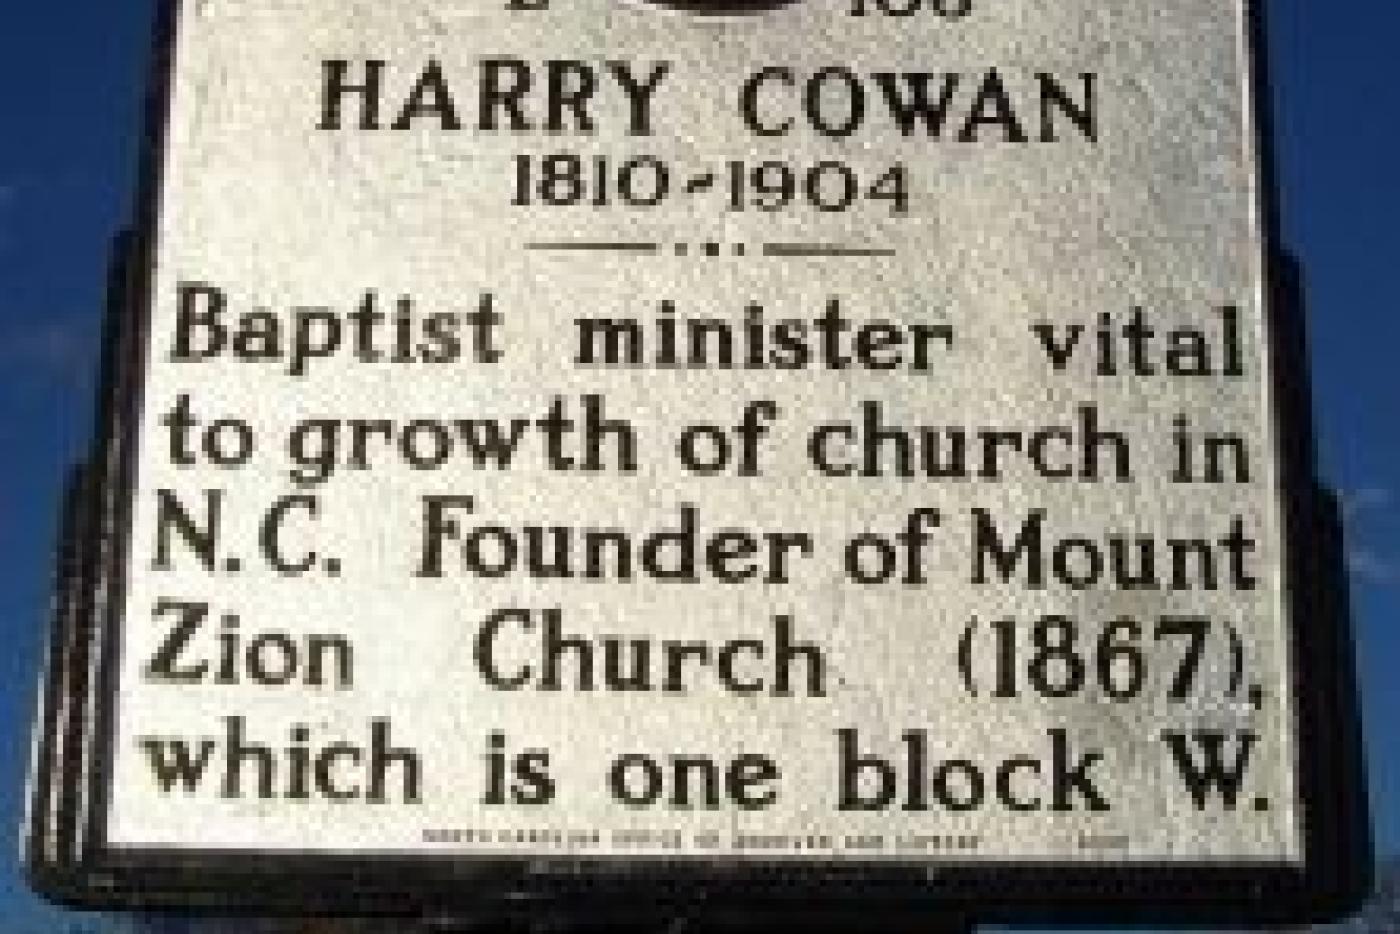 HARRY COWAN
1810-1904
Baptist minister vital
to growth of church in
N.C. Founder of Mount
Zion Church (1867),
which is one block W.